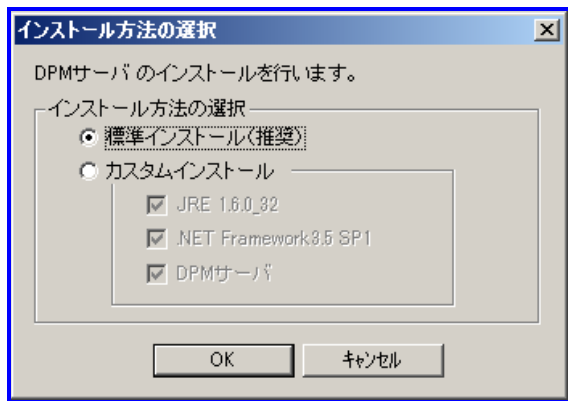 インストール方法の選択
DPMサーバ のインストールを行います。
インストール方法の選択
標準インストール(推奨)
カスタムインストール
JRE 1.6.0_32
.NET Framework3.5 SP1
DPMサーバ
OK
キャンセル